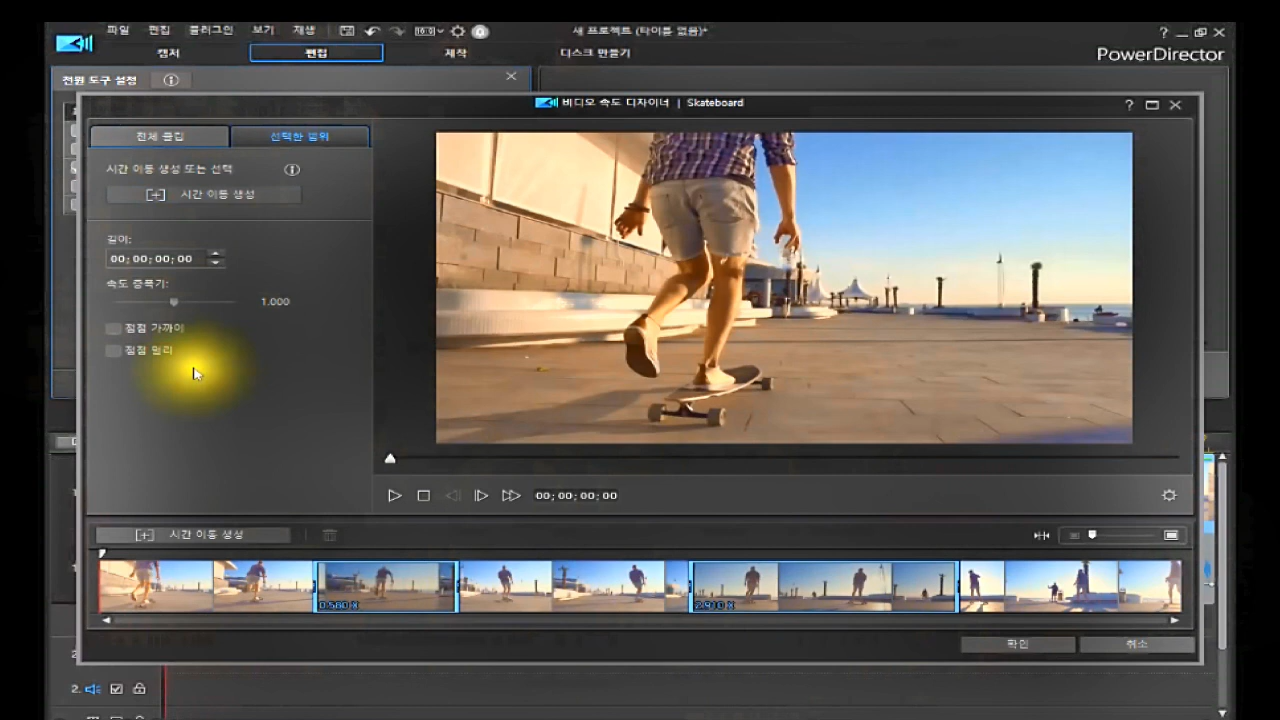 파일 편집 플러그인 보기 재생
새 프로젝트 (타이틀 없음)*
캡처 편집 제작 디스크 만들기
PowerDirector
전원 도구 설정
비디오 속도 디자이너 | Skateboard
전체 클립 선택한 범위
시간 이동 생성 또는 선택
시간 이동 생성
길이:
00; 00; 00; 00
속도 증폭기:
1.000
점점 가까이
점점 멀리
00; 00; 00; 00
시간 이동 생성
0.580 X 2.910 X
확인 취소
2.